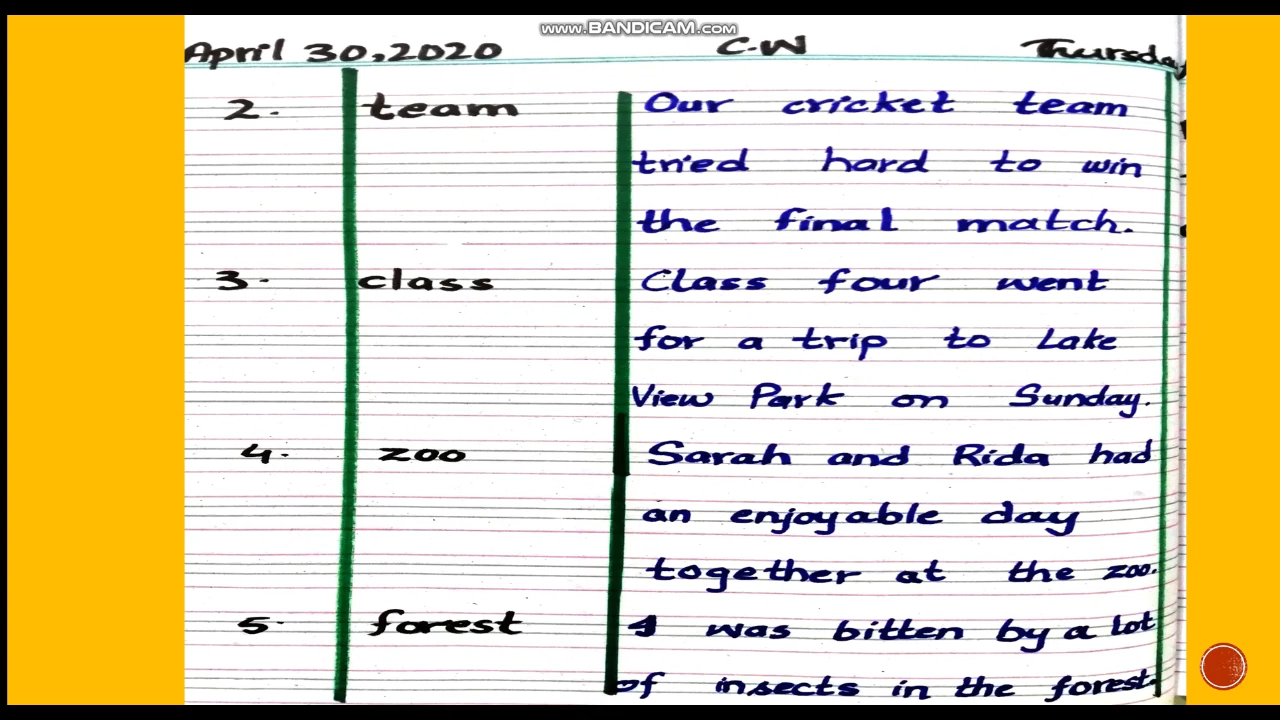 www.BANDICAM.com
April 30, 2020 C.W Thursday
2. team Our cricket team
tried hard to win
the final match.
3. class Class four went
for a trip to Lake
View Park on Sunday.
4. zoo Sarah and Rida had
an enjoyable day
together at the zoo.
5. forest I was bitten by a lot
of insects in the forest.